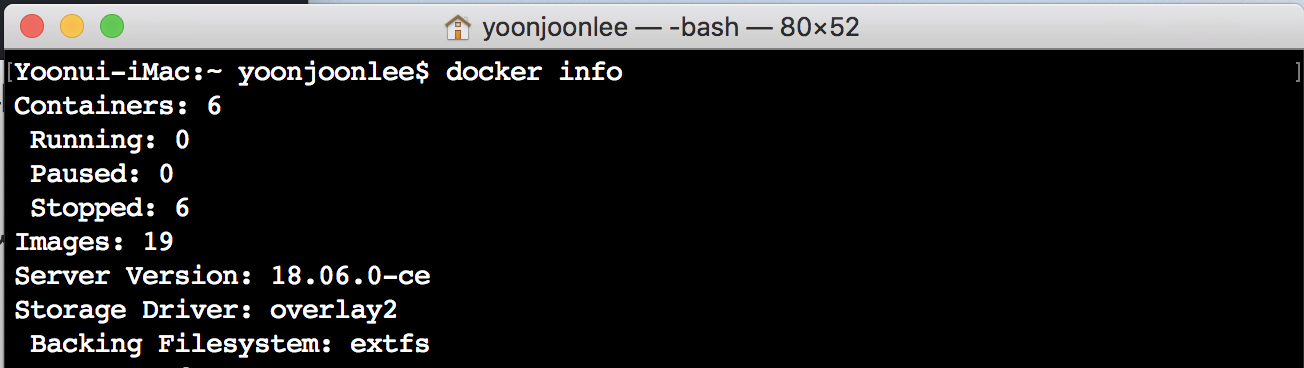 yoonjoonlee — -bash — 80×52
[Yoonui-iMac:~ yoonjoonlee$ docker info ]
Containers: 6
Running: 0
Paused: 0
Stopped: 6
Images: 19
Server Version: 18.06.0-ce
Storage Driver: overlay2
Backing Filesystem: extfs